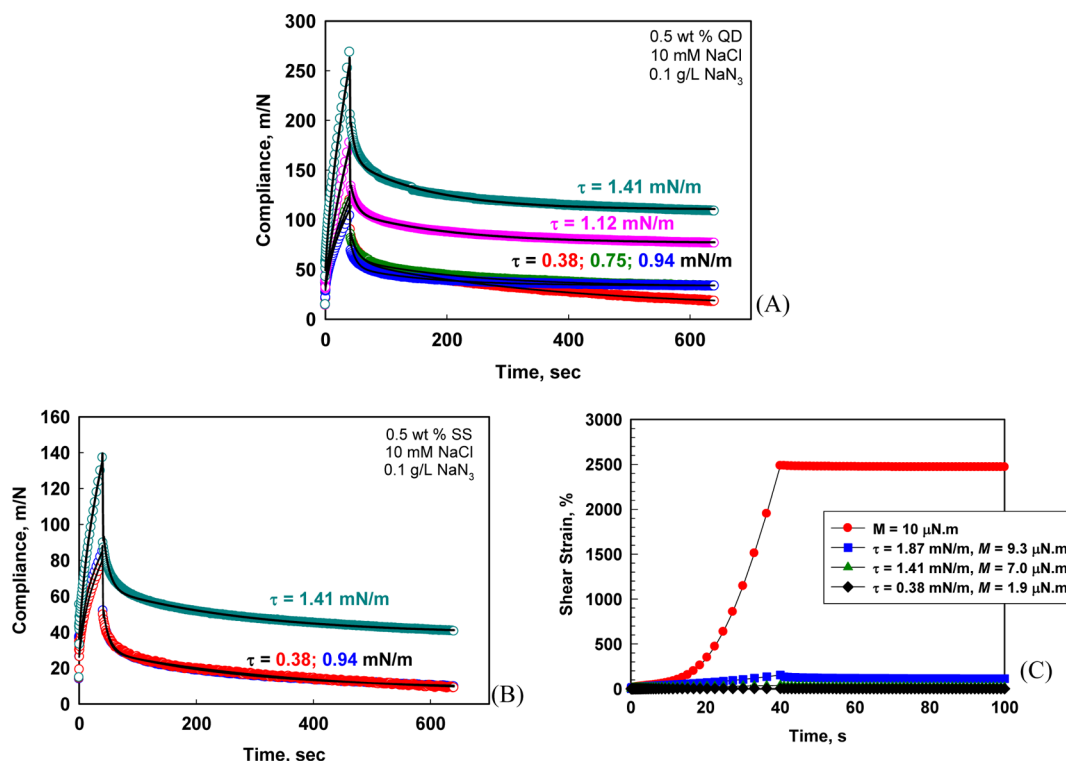 300
250
200
150
100
50
0
Compliance, m/N
0.5 wt % QD
10 mM NaCl
0.1 g/L NaN3
τ = 1.41 mN/m
τ = 1.12 mN/m
τ = 0.38; 0.75; 0.94 mN/m
0 200 400 600
Time, sec
(A)
160
140
120
100
80
60
40
20
0
Compliance, m/N
0.5 wt % SS
10 mM NaCl
0.1 g/L NaN3
τ = 1.41 mN/m
τ = 0.38; 0.94 mN/m
0 200 400 600
Time, sec
(B)
3000
2500
2000
1500
1000
500
0
Shear Strain, %
M = 10 μN.m
τ = 1.87 mN/m, M = 9.3 μN.m
τ = 1.41 mN/m, M = 7.0 μN.m
τ = 0.38 mN/m, M = 1.9 μN.m
0 20 40 60 80 100
Time, s
(C)